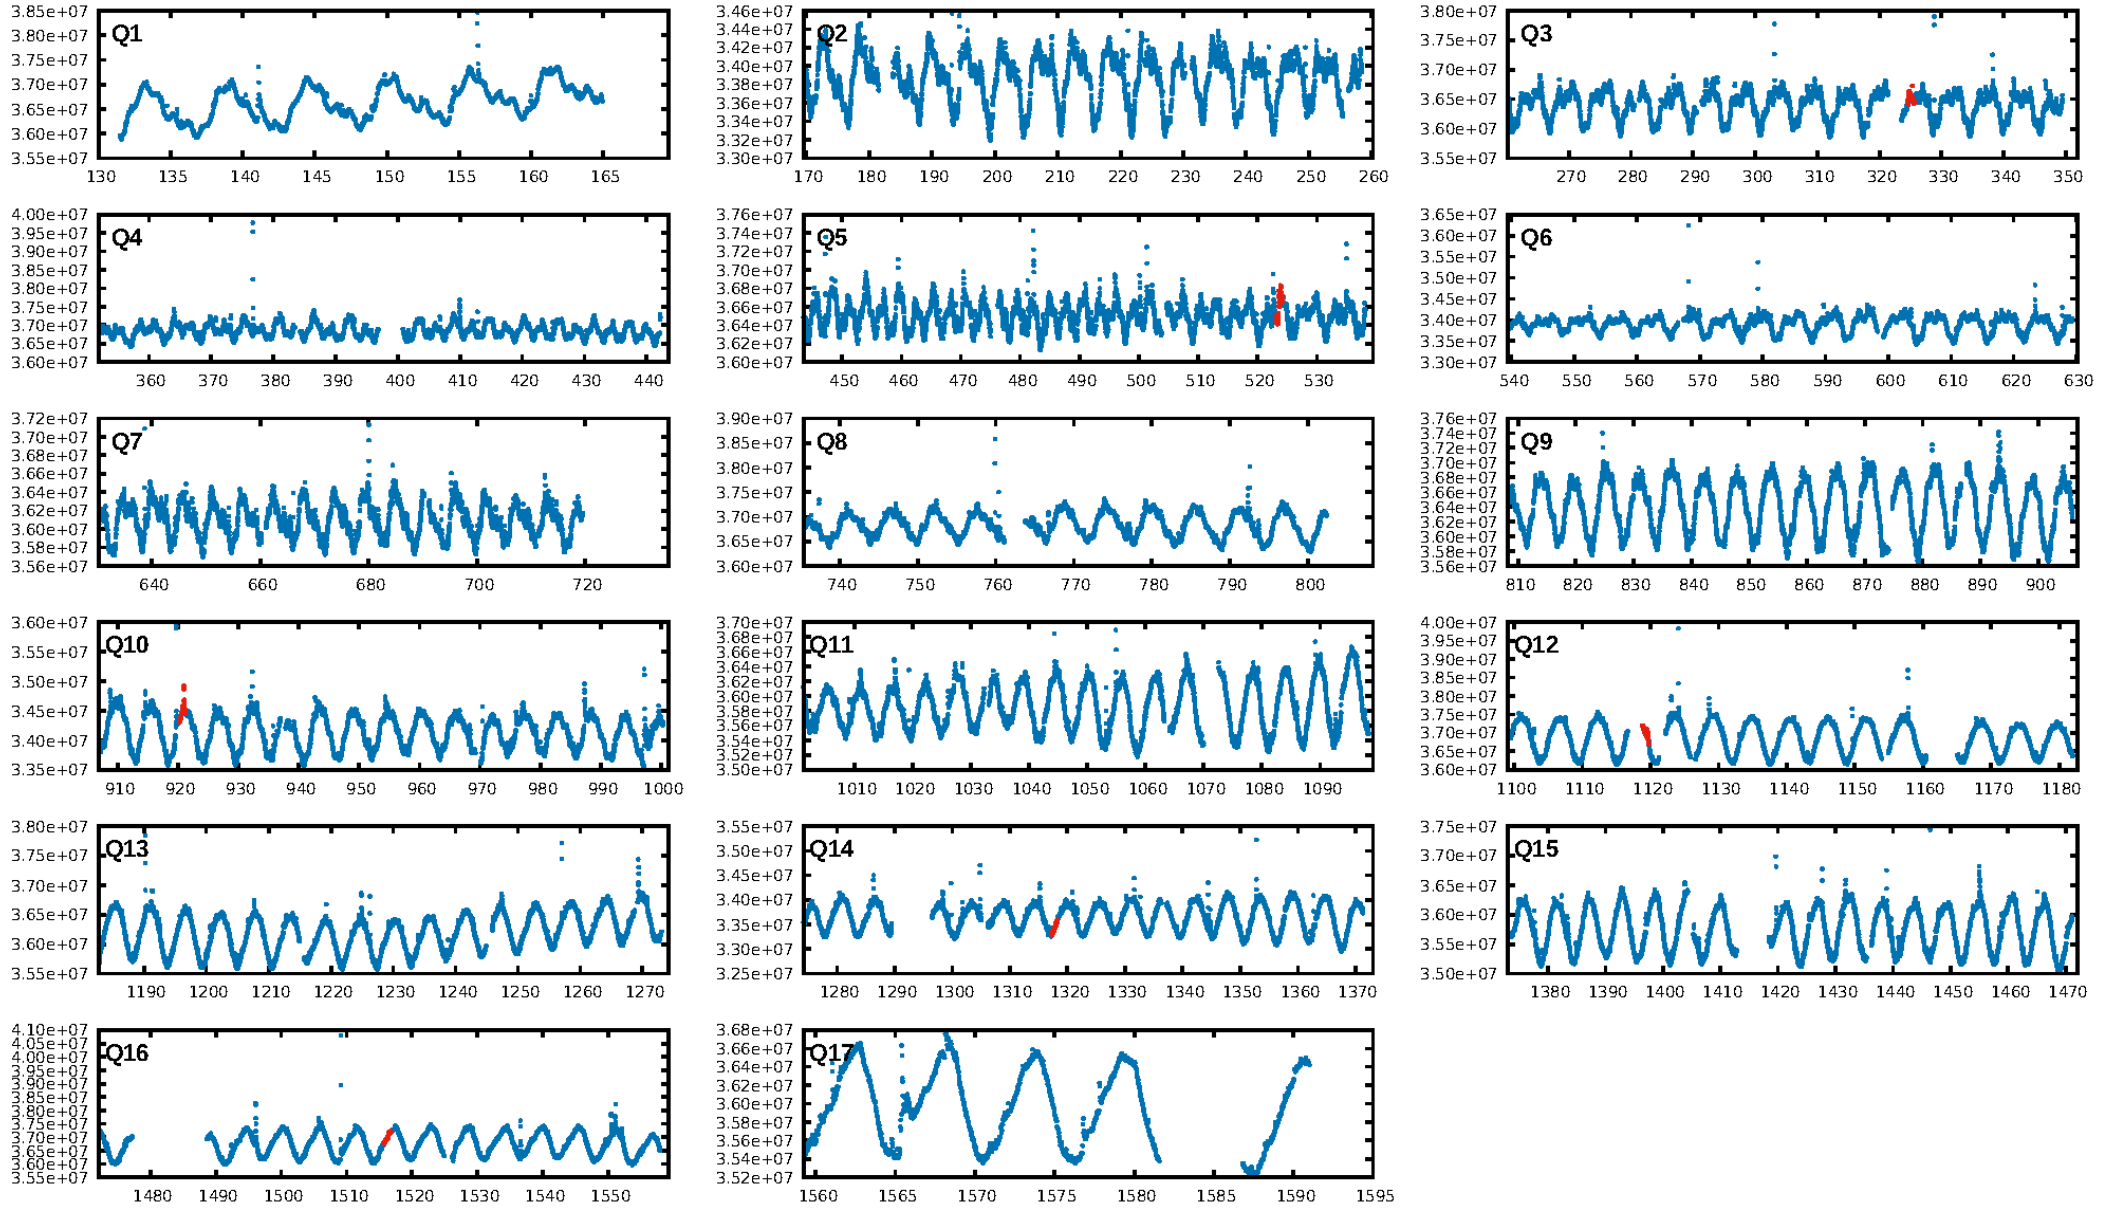 3.85e+07
3.80e+07
3.75e+07
3.70e+07
3.65e+07
3.60e+07
3.55e+07
Q1
130 135 140 145 150 155 160 165
3.46e+07
3.44e+07
3.42e+07
3.40e+07
3.38e+07
3.36e+07
3.34e+07
3.32e+07
3.30e+07
Q2
170 180 190 200 210 220 230 240 250 260
3.80e+07
3.75e+07
3.70e+07
3.65e+07
3.60e+07
3.55e+07
Q3
270 280 290 300 310 320 330 340 350
4.00e+07
3.95e+07
3.90e+07
3.85e+07
3.80e+07
3.75e+07
3.70e+07
3.65e+07
3.60e+07
Q4
360 370 380 390 400 410 420 430 440
3.76e+07
3.74e+07
3.72e+07
3.70e+07
3.68e+07
3.66e+07
3.64e+07
3.62e+07
3.60e+07
Q5
450 460 470 480 490 500 510 520 530
3.65e+07
3.60e+07
3.55e+07
3.50e+07
3.45e+07
3.40e+07
3.35e+07
3.30e+07
Q6
540 550 560 570 580 590 600 610 620 630
3.72e+07
3.70e+07
3.68e+07
3.66e+07
3.64e+07
3.62e+07
3.60e+07
3.58e+07
3.56e+07
Q7
640 660 680 700 720
3.90e+07
3.85e+07
3.80e+07
3.75e+07
3.70e+07
3.65e+07
3.60e+07
Q8
740 750 760 770 780 790 800
3.76e+07
3.74e+07
3.72e+07
3.70e+07
3.68e+07
3.66e+07
3.64e+07
3.62e+07
3.60e+07
3.58e+07
3.56e+07
Q9
810 820 830 840 850 860 870 880 890 900
3.60e+07
3.55e+07
3.50e+07
3.45e+07
3.40e+07
3.35e+07
Q10
910 920 930 940 950 960 970 980 990 1000
3.70e+07
3.68e+07
3.66e+07
3.64e+07
3.62e+07
3.60e+07
3.58e+07
3.56e+07
3.54e+07
3.52e+07
3.50e+07
Q11
1010 1020 1030 1040 1050 1060 1070 1080 1090
4.00e+07
3.95e+07
3.90e+07
3.85e+07
3.80e+07
3.75e+07
3.70e+07
3.65e+07
3.60e+07
Q12
1100 1110 1120 1130 1140 1150 1160 1170 1180
3.80e+07
3.75e+07
3.70e+07
3.65e+07
3.60e+07
3.55e+07
Q13
1190 1200 1210 1220 1230 1240 1250 1260 1270
3.55e+07
3.50e+07
3.45e+07
3.40e+07
3.35e+07
3.30e+07
3.25e+07
Q14
1280 1290 1300 1310 1320 1330 1340 1350 1360 1370
3.75e+07
3.70e+07
3.65e+07
3.60e+07
3.55e+07
3.50e+07
Q15
1380 1390 1400 1410 1420 1430 1440 1450 1460 1470
4.10e+07
4.05e+07
4.00e+07
3.95e+07
3.90e+07
3.85e+07
3.80e+07
3.75e+07
3.70e+07
3.65e+07
3.60e+07
3.55e+07
Q16
1480 1490 1500 1510 1520 1530 1540 1550
3.68e+07
3.66e+07
3.64e+07
3.62e+07
3.60e+07
3.58e+07
3.56e+07
3.54e+07
3.52e+07
Q17
1560 1565 1570 1575 1580 1585 1590 1595